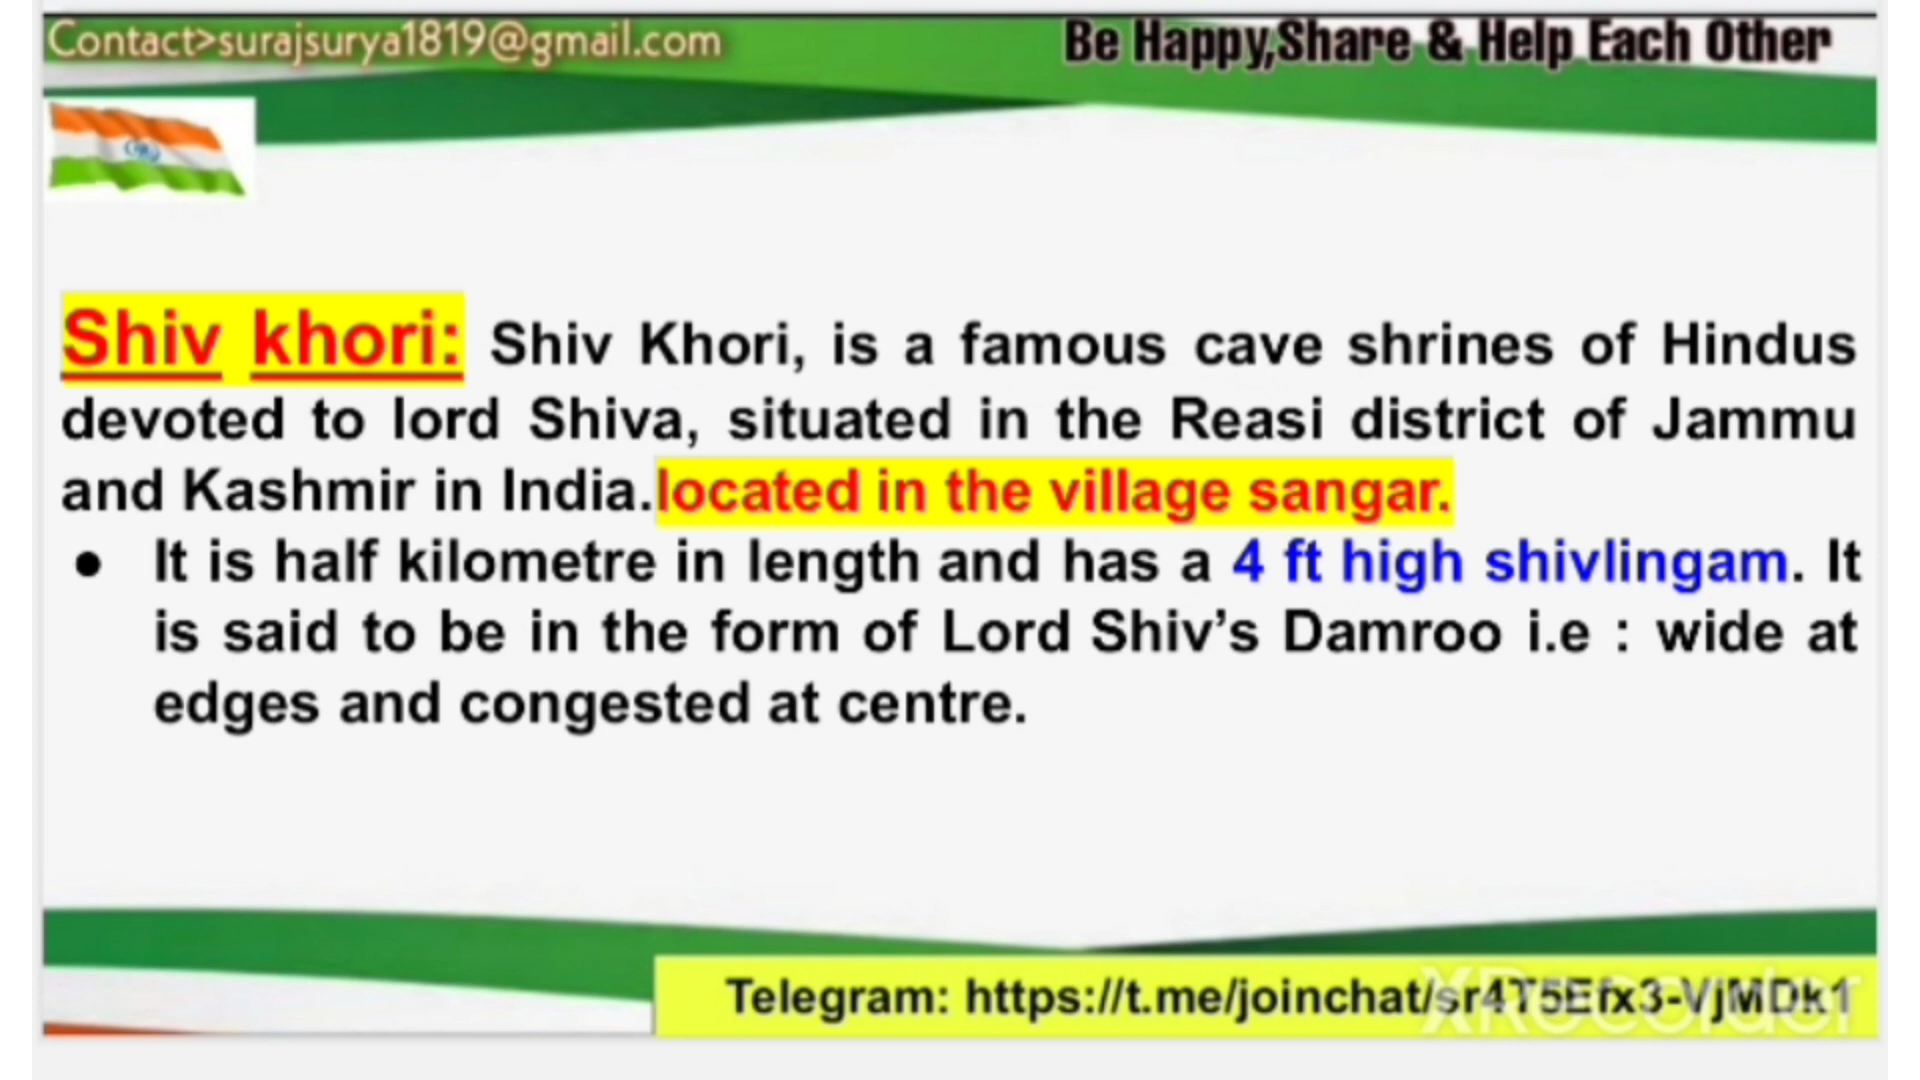 Contact>surajsurya1819@gmail.com
Be Happy,Share & Help Each Other
Shiv khori: Shiv Khori, is a famous cave shrines of Hindus
devoted to lord Shiva, situated in the Reasi district of Jammu
and Kashmir in India.located in the village sangar.
● It is half kilometre in length and has a 4 ft high shivlingam. It
is said to be in the form of Lord Shiv’s Damroo i.e : wide at
edges and congested at centre.
Telegram: https://t.me/joinchat/sr4T5Efx3-VjMDk1
XRecorder